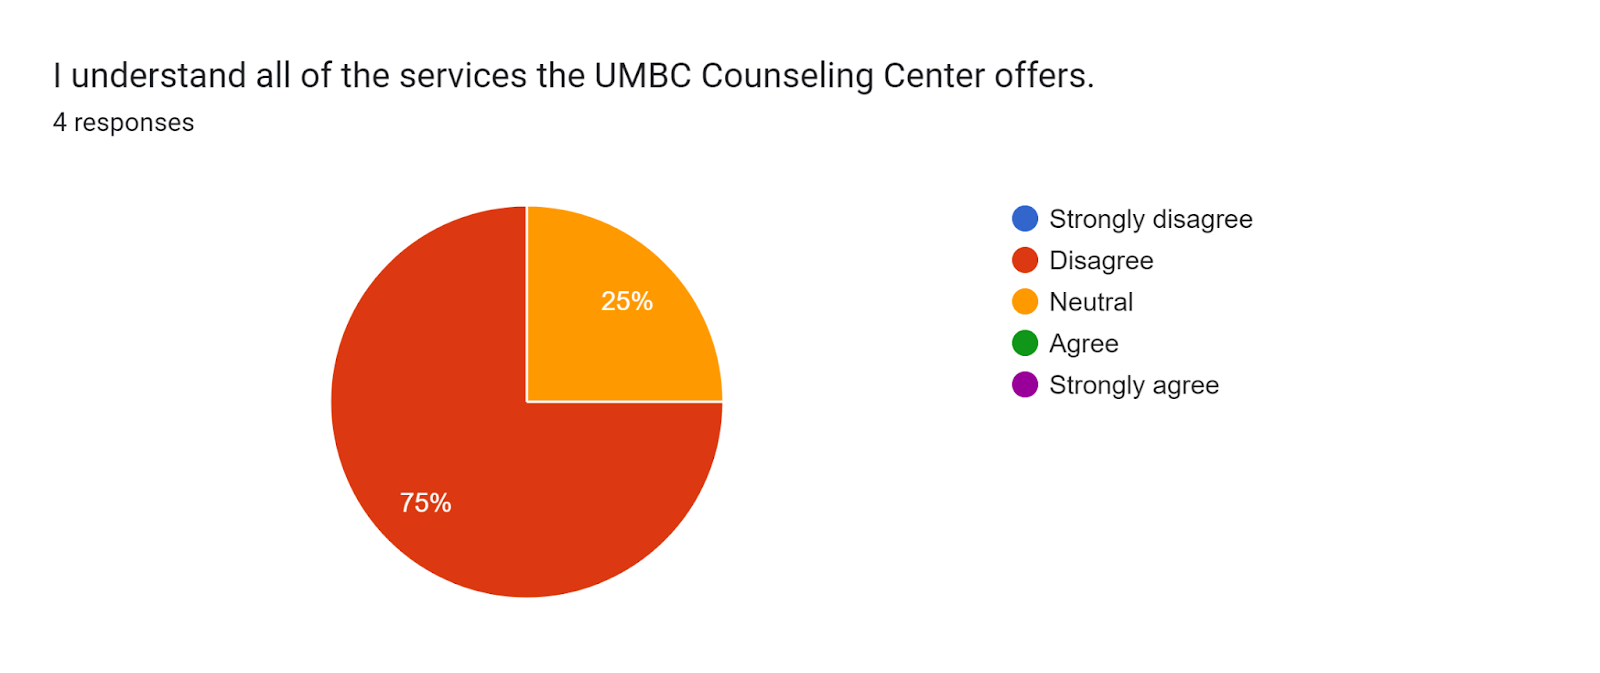 I understand all of the services the UMBC Counseling Center offers.
4 responses
25%
75%
Strongly disagree
Disagree
Neutral
Agree
Strongly agree